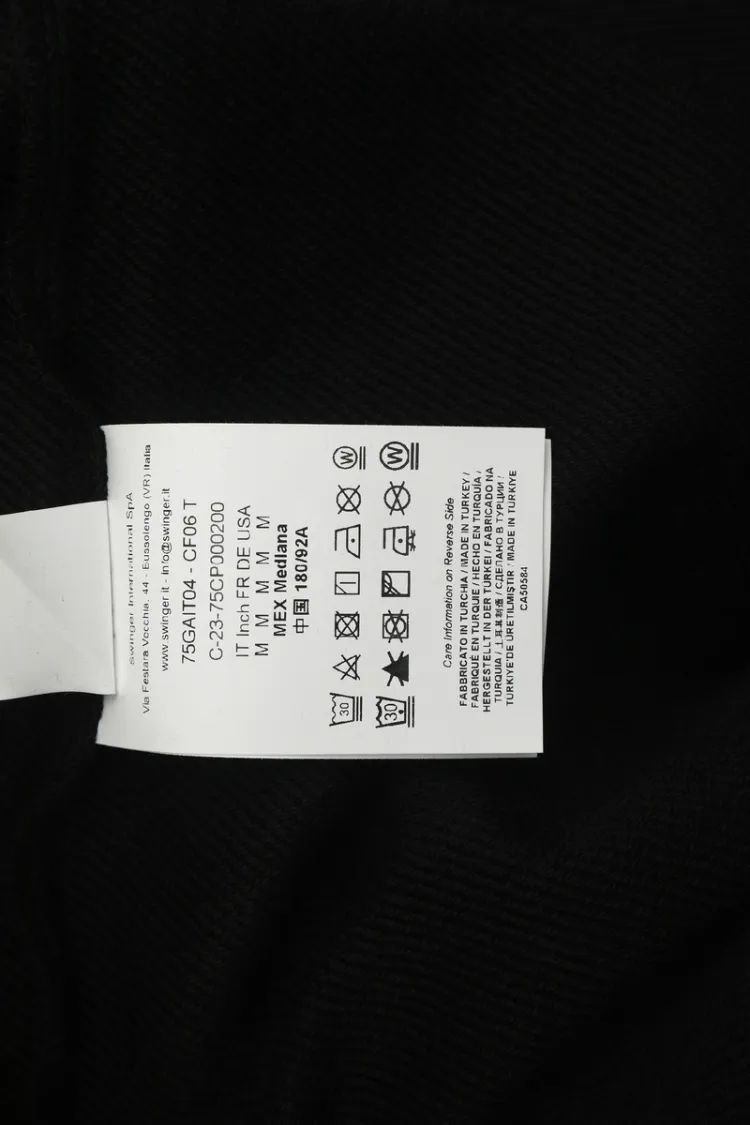 Swinger International SpA
Via Festara Vecchia, 44 - Bussolengo (VR) Italia
www.swinger.it - info@swinger.it
75GAIT04 - CF06 T
C-23-75CP000200
IT Inch FR DE USA
M M M M M
MEX Mediana
中国 180/92A
30 W
30 W
Care Information on Reverse Side
FABBRICATO IN TURCHIA / MADE IN TURKEY /
FABRIQUÉ EN TURQUIE / HECHO EN TURQUÍA /
HERGESTELLT IN DER TÜRKEI / FABRICADO NA
TURQUIA / 土耳其制造 / СДЕЛАНО В ТУРЦИИ /
TÜRKIYE'DE ÜRETILMIŞTIR / MADE IN TÜRKIYE
CA50584